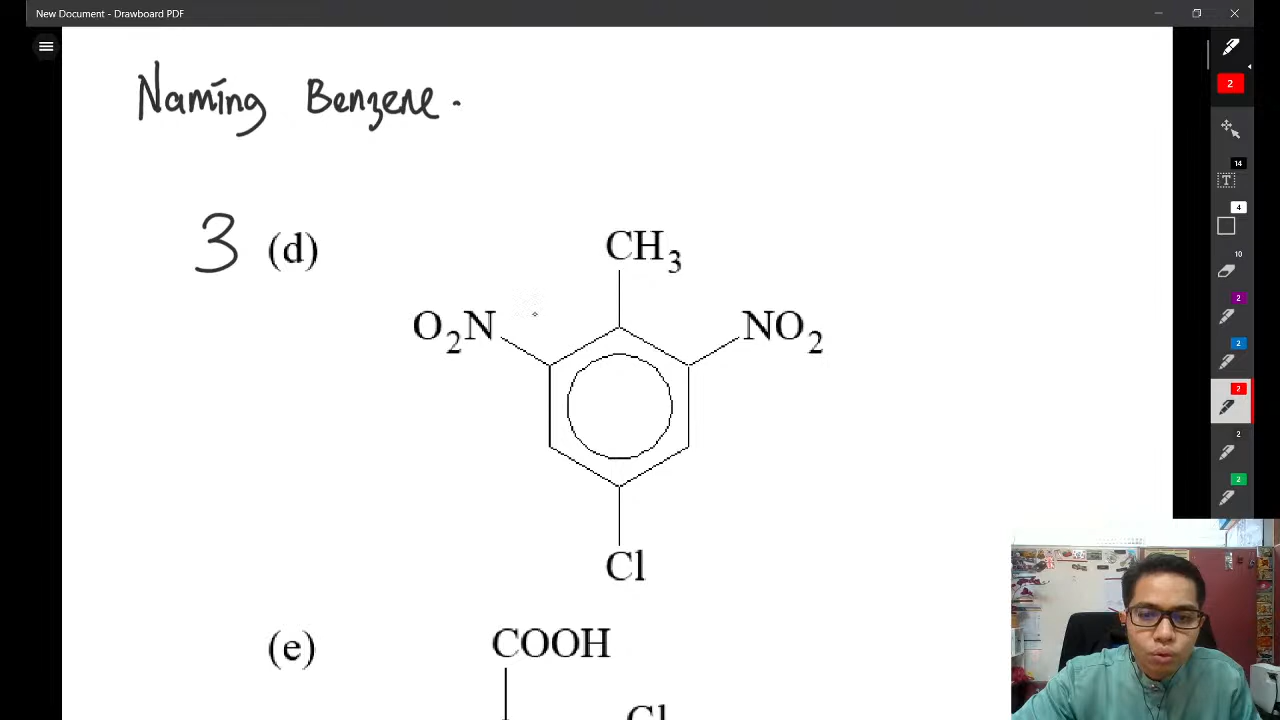 New Document - Drawboard PDF
Naming Benzene.
3 (d)
CH3
O2N
NO2
Cl
(e)
COOH
Cl
2
14
T
4
10
2
2
2
2
2